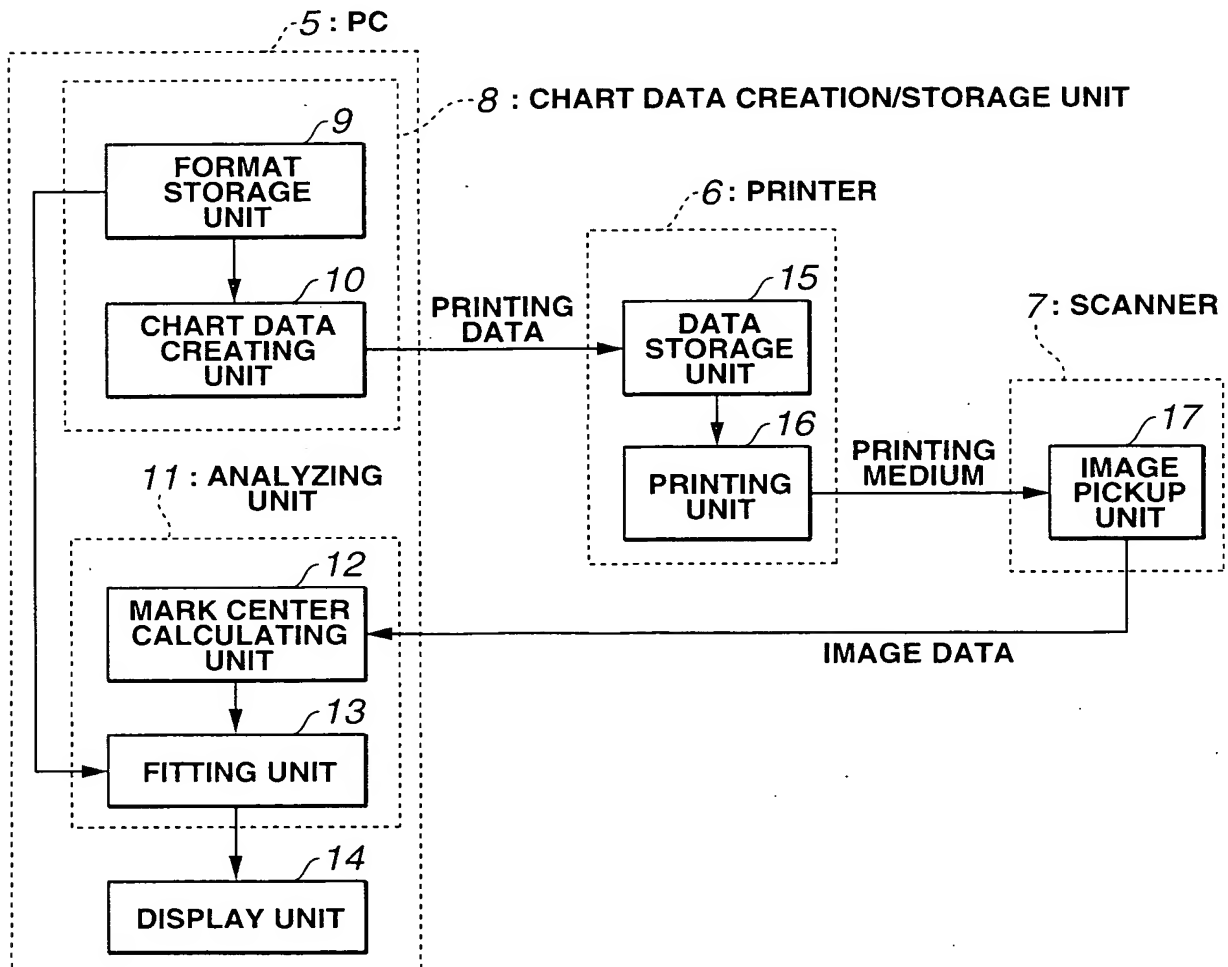 5 : PC
8 : CHART DATA CREATION/STORAGE UNIT
9
FORMAT
STORAGE
UNIT
10
CHART DATA
CREATING
UNIT
PRINTING
DATA
6 : PRINTER
15
DATA
STORAGE
UNIT
16
PRINTING
UNIT
PRINTING
MEDIUM
7 : SCANNER
17
IMAGE
PICKUP
UNIT
IMAGE DATA
11 : ANALYZING
UNIT
12
MARK CENTER
CALCULATING
UNIT
13
FITTING UNIT
14
DISPLAY UNIT